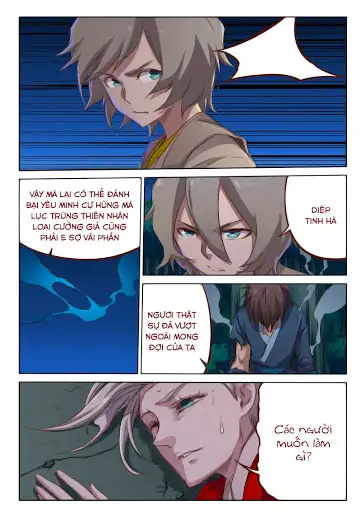 VẬY MÀ LẠI CÓ THỂ ĐÁNH
BẠI YÊU MINH CỰ HÙNG MÀ
LỤC TRÙNG THIÊN NHÂN
LOẠI CƯỜNG GIẢ CŨNG
PHẢI E SỢ VÀI PHẦN
DIỆP
TINH HÀ
NGƯƠI THẬT
SỰ ĐÃ VƯỢT
NGOÀI MONG
ĐỢI CỦA TA
CÁC NGƯƠI
MUỐN LÀM
GÌ?